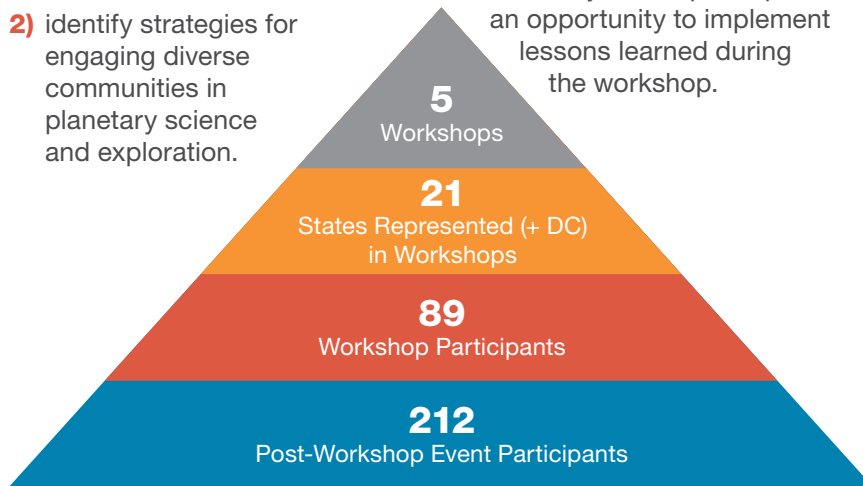 2) identify strategies for
engaging diverse
communities in
planetary science
and exploration.
an opportunity to implement
lessons learned during
the workshop.
5
Workshops
21
States Represented (+ DC)
in Workshops
89
Workshop Participants
212
Post-Workshop Event Participants